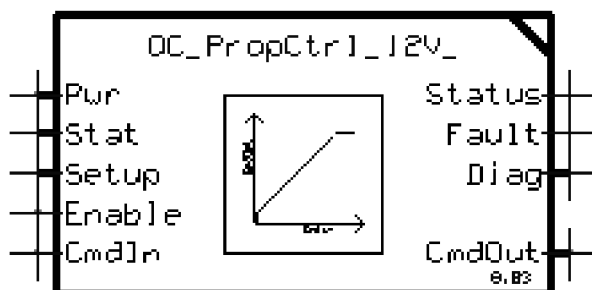 OC_PropCtrl_12V_
Pwr
Stat
Setup
Enable
CmdIn
Status
Fault
Diag
CmdOut
0.03